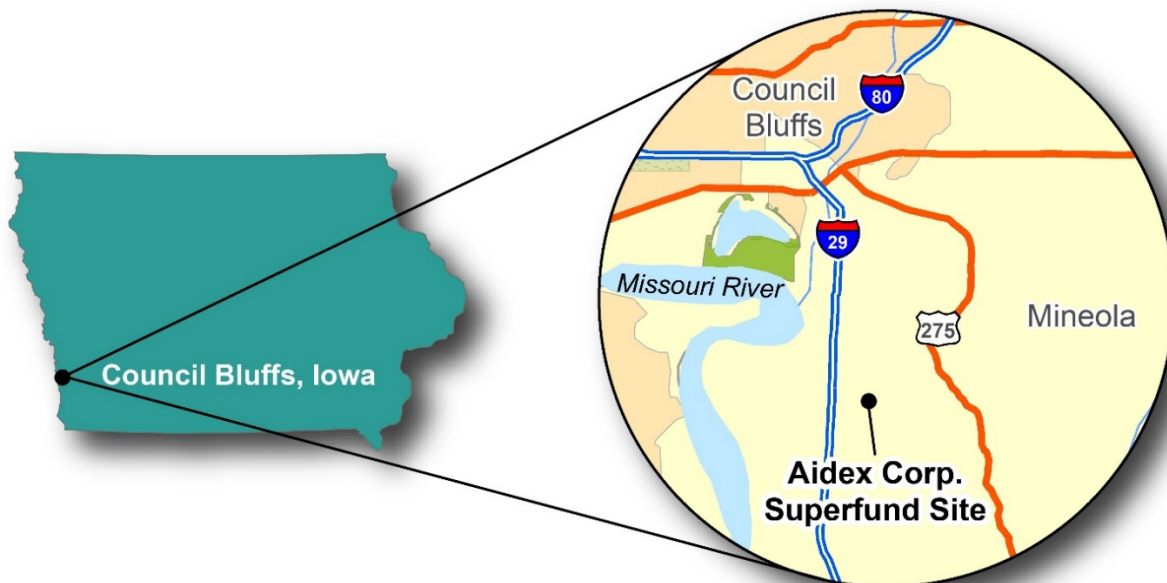 Council Bluffs, Iowa
Council
Bluffs
80
29
Missouri River
275
Mineola
Aidex Corp.
Superfund Site